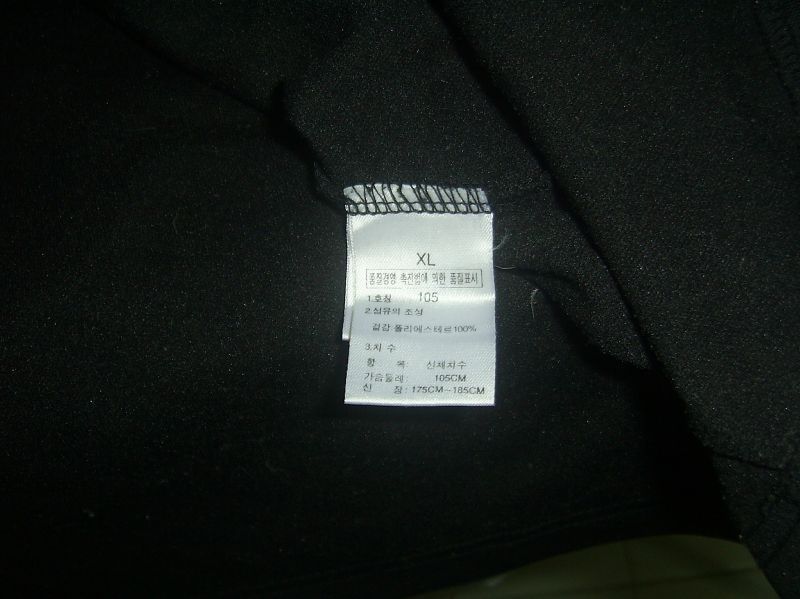 XL
품질경영 촉진법에 의한 품질표시
1.호칭 105
2.섬유의 조성
겉감 폴리에스테르100%
3.치 수
항 목: 신체치수
가슴둘레: 105CM
신 장: 175CM~185CM